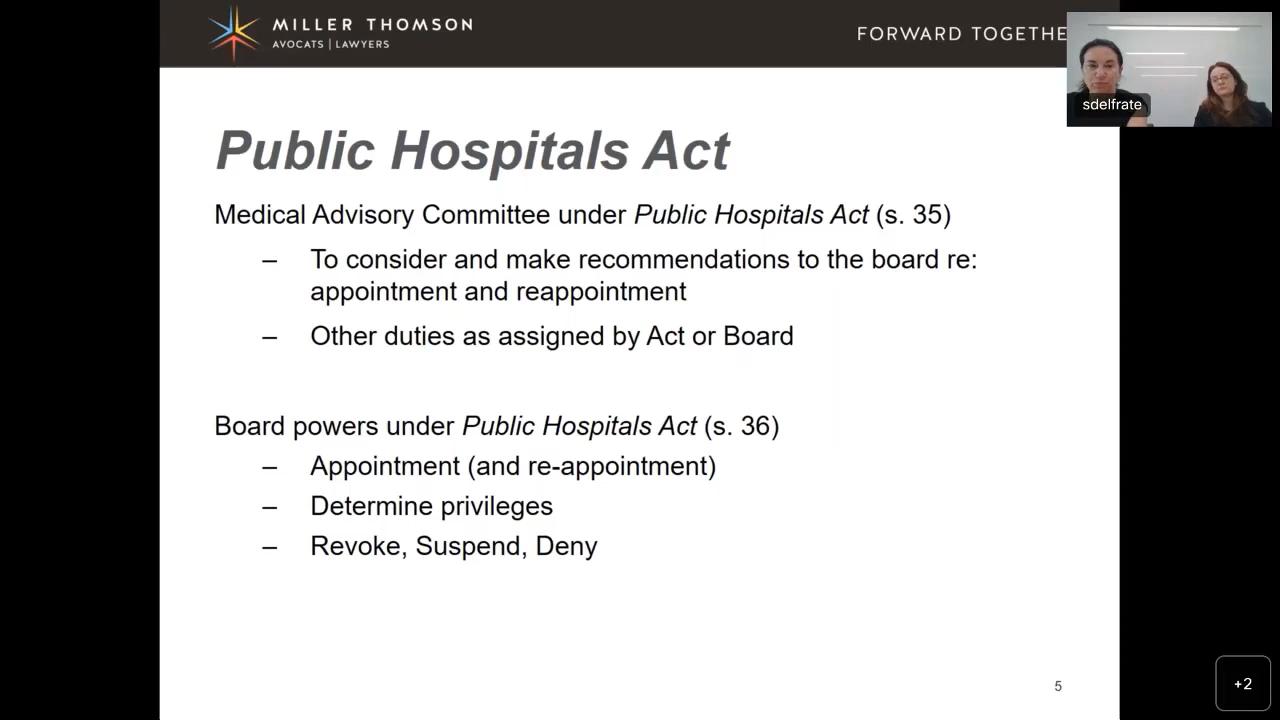 MILLER THOMSON
AVOCATS | LAWYERS
FORWARD TOGETHE
sdelfrate
Public Hospitals Act
Medical Advisory Committee under Public Hospitals Act (s. 35)
– To consider and make recommendations to the board re:
appointment and reappointment
– Other duties as assigned by Act or Board
Board powers under Public Hospitals Act (s. 36)
– Appointment (and re-appointment)
– Determine privileges
– Revoke, Suspend, Deny
5
+2